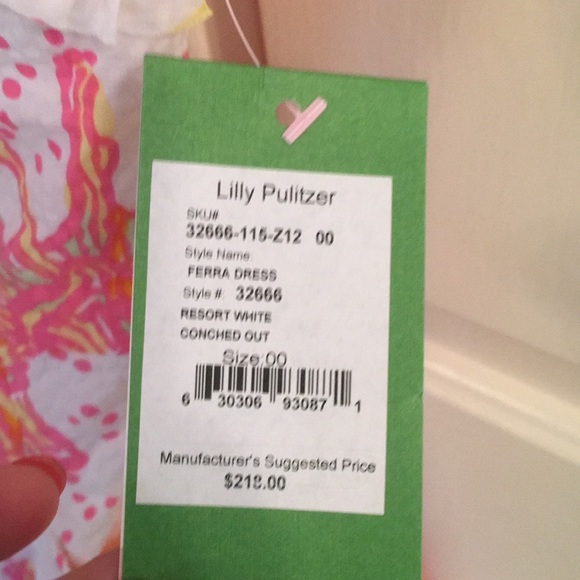 Lilly Pulitzer
SKU#
32666-115-Z12 00
Style Name:
FERRA DRESS
Style #: 32666
RESORT WHITE
CONCHED OUT
Size:00
6 30306 93087 1
Manufacturer's Suggested Price
$218.00